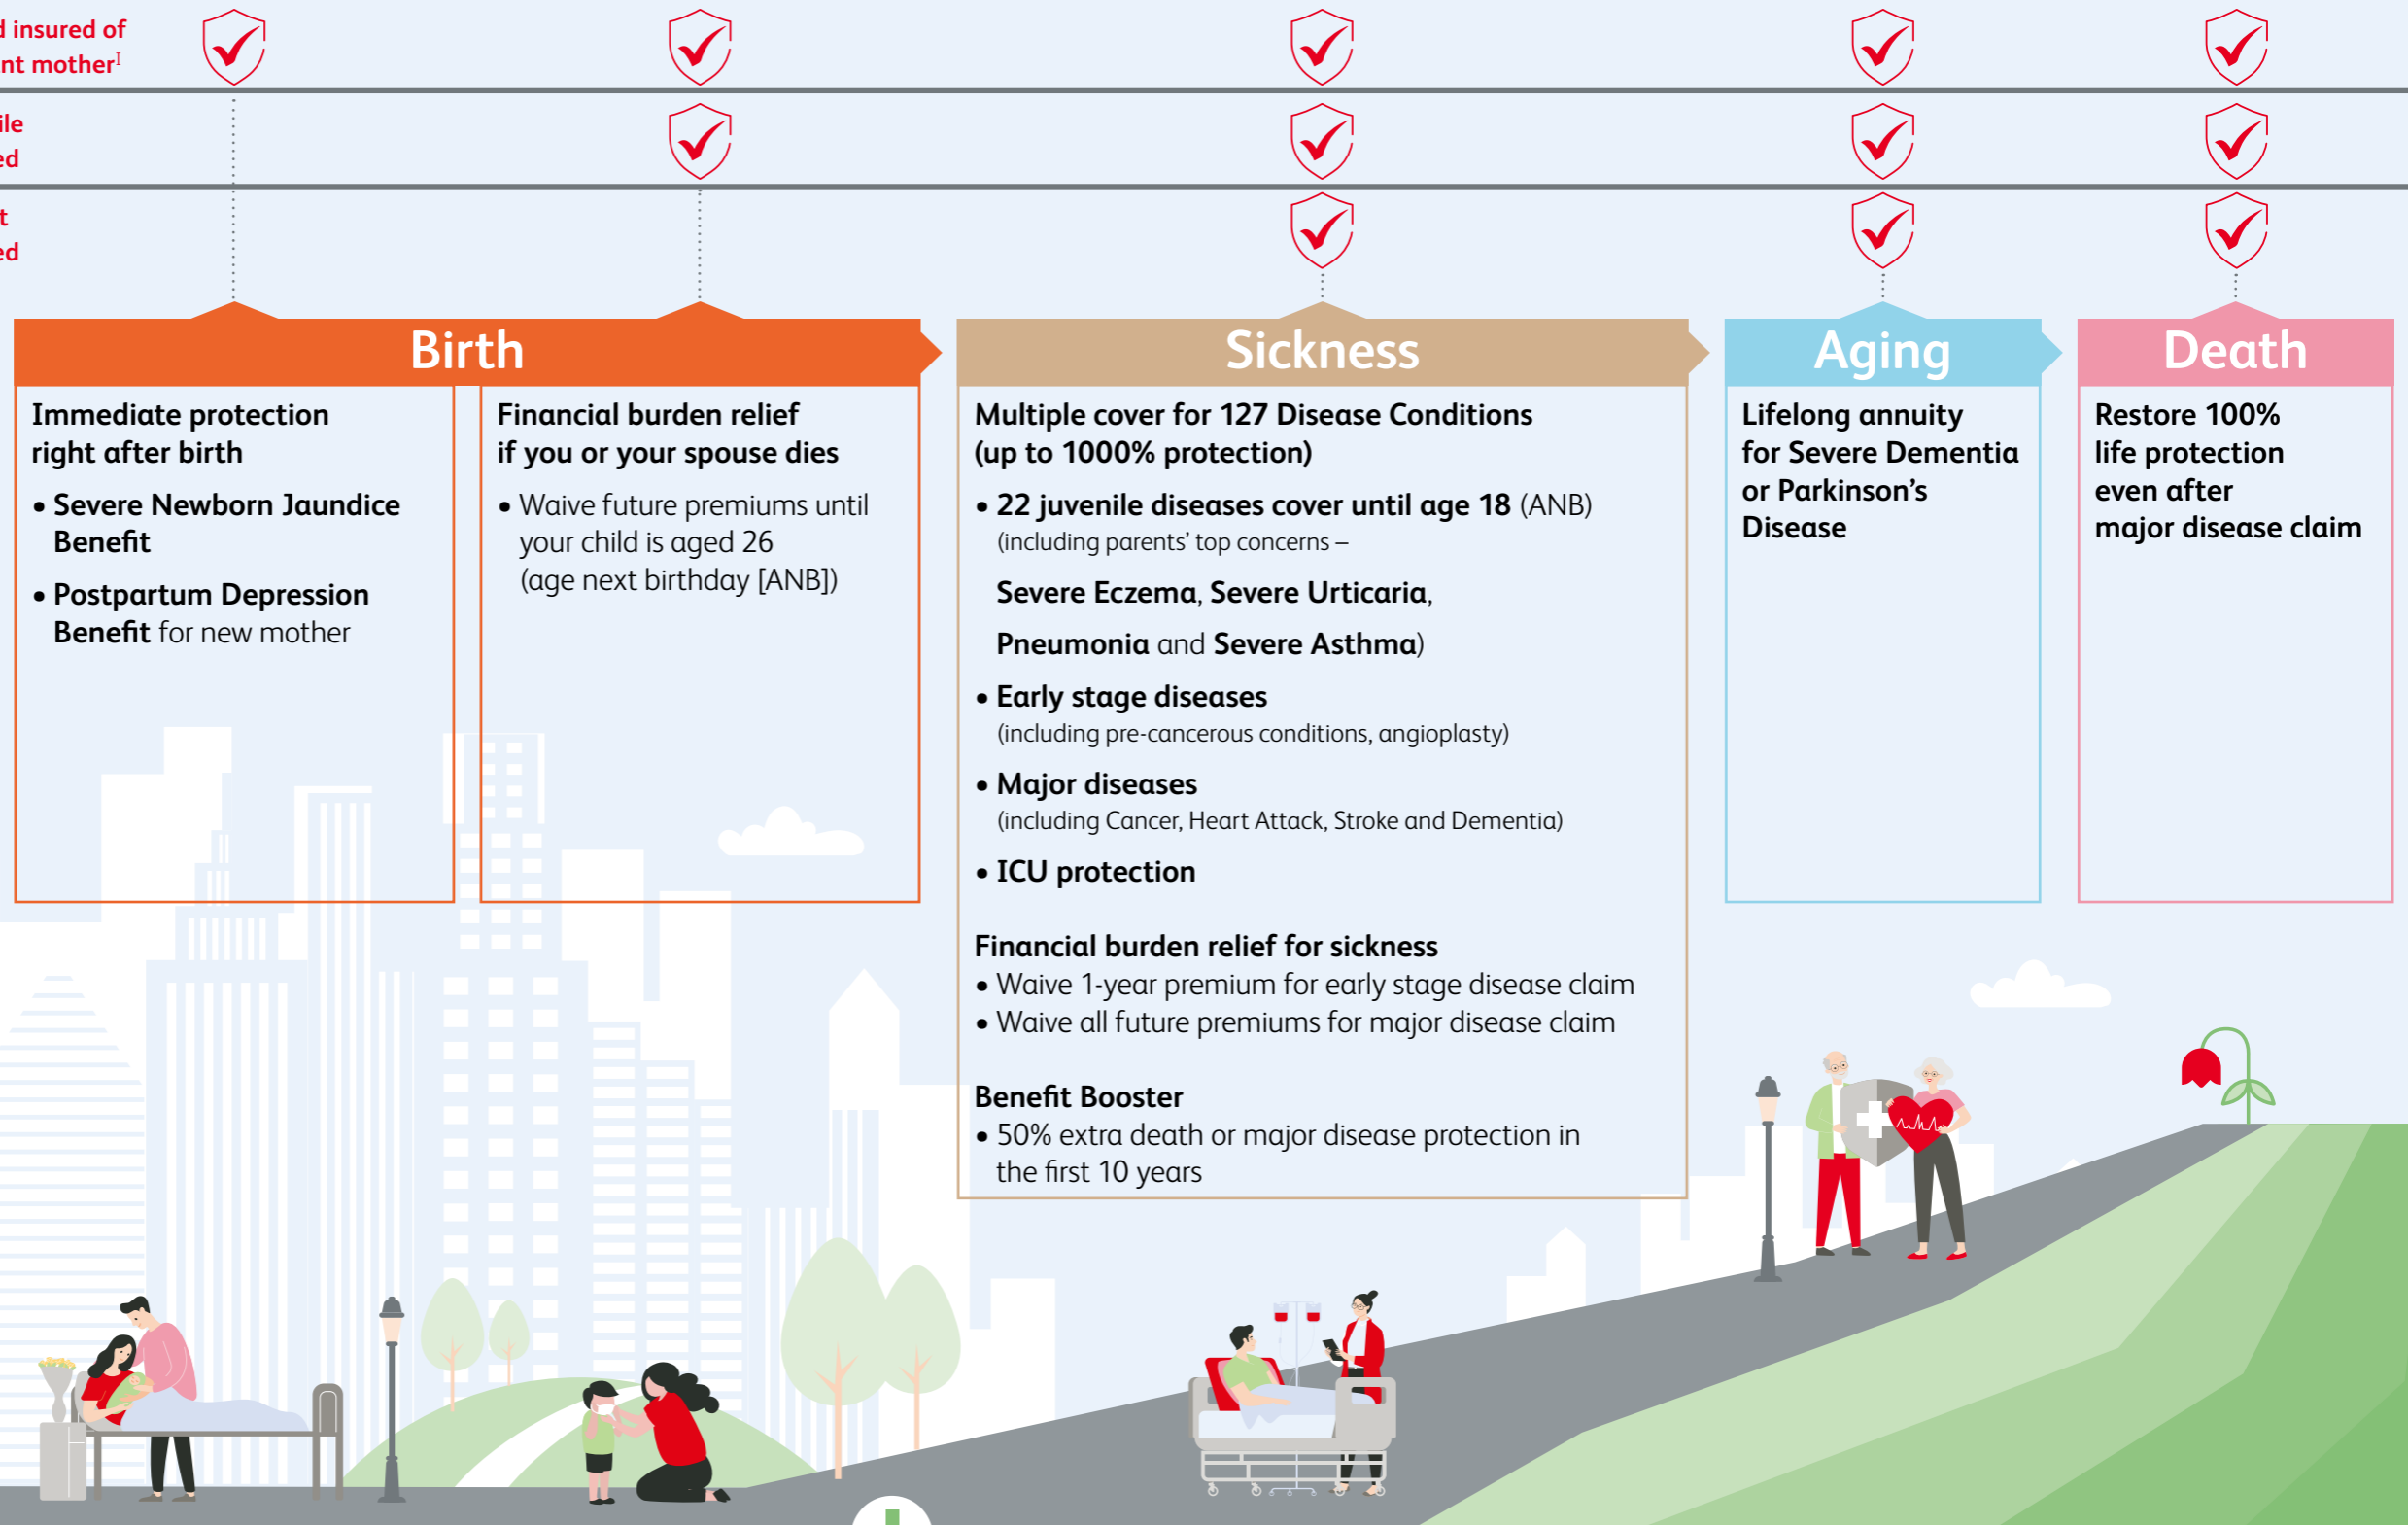 insured of
mother¹
Birth
Immediate protection
right after birth
• Severe Newborn Jaundice
Benefit
• Postpartum Depression
Benefit for new mother
Financial burden relief
if you or your spouse dies
• Waive future premiums until
your child is aged 26
(age next birthday [ANB])
Sickness
Multiple cover for 127 Disease Conditions
(up to 1000% protection)
• 22 juvenile diseases cover until age 18 (ANB)
(including parents’ top concerns –
Severe Eczema, Severe Urticaria,
Pneumonia and Severe Asthma)
• Early stage diseases
(including pre-cancerous conditions, angioplasty)
• Major diseases
(including Cancer, Heart Attack, Stroke and Dementia)
• ICU protection
Financial burden relief for sickness
• Waive 1-year premium for early stage disease claim
• Waive all future premiums for major disease claim
Benefit Booster
• 50% extra death or major disease protection in
the first 10 years
Aging
Lifelong annuity
for Severe Dementia
or Parkinson’s
Disease
Death
Restore 100%
life protection
even after
major disease claim